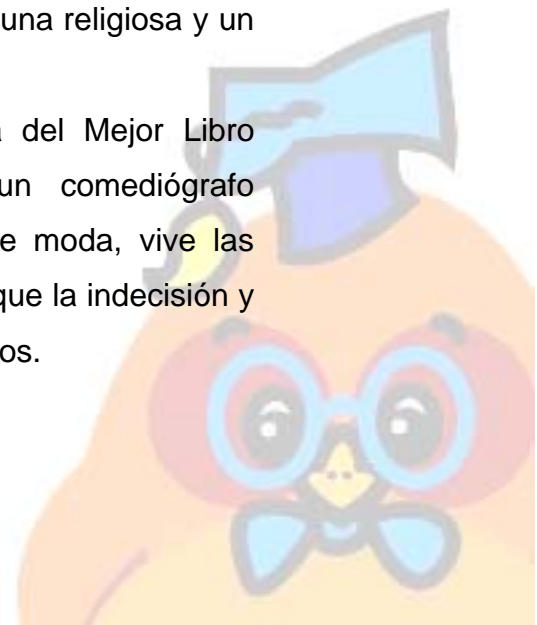 una religiosa y un
del Mejor Libro
un comediógrafo
e moda, vive las
que la indecisión y
os.